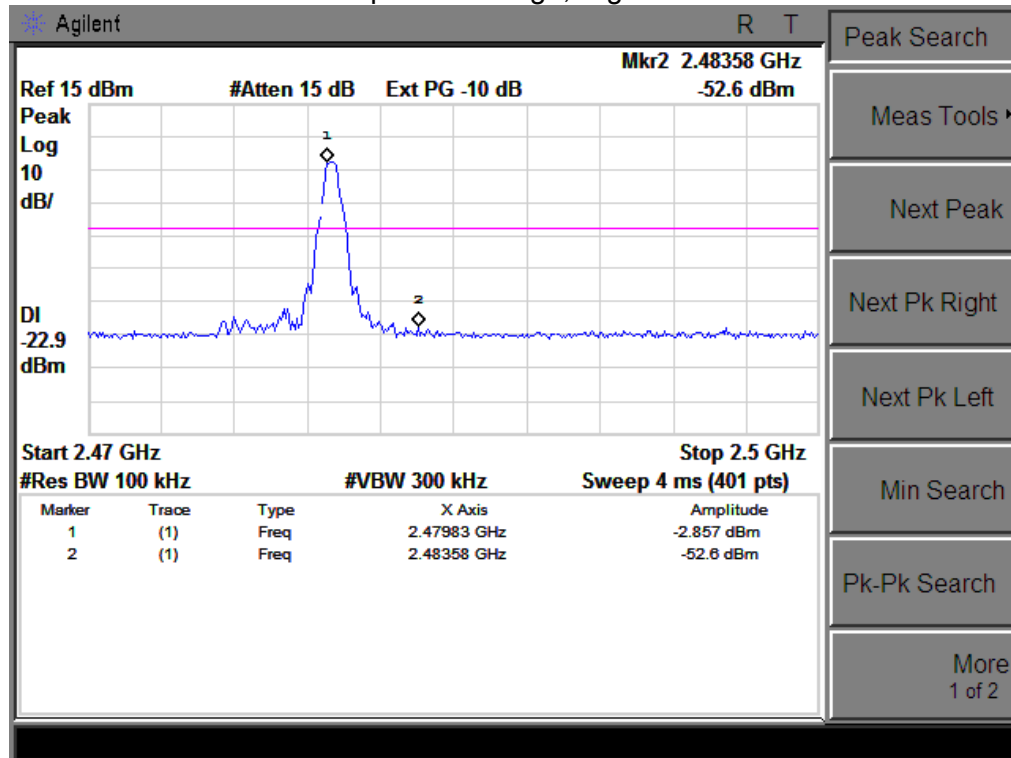 Agilent R T
Mkr2 2.48358 GHz
Ref 15 dBm #Atten 15 dB Ext PG -10 dB -52.6 dBm
Peak
Log
10
dB/
1
2
DI
-22.9
dBm
Start 2.47 GHz Stop 2.5 GHz
#Res BW 100 kHz #VBW 300 kHz Sweep 4 ms (401 pts)
Marker Trace Type X Axis Amplitude
1 (1) Freq 2.47983 GHz -2.857 dBm
2 (1) Freq 2.48358 GHz -52.6 dBm
Peak Search
Meas Tools
Next Peak
Next Pk Right
Next Pk Left
Min Search
Pk-Pk Search
More
1 of 2